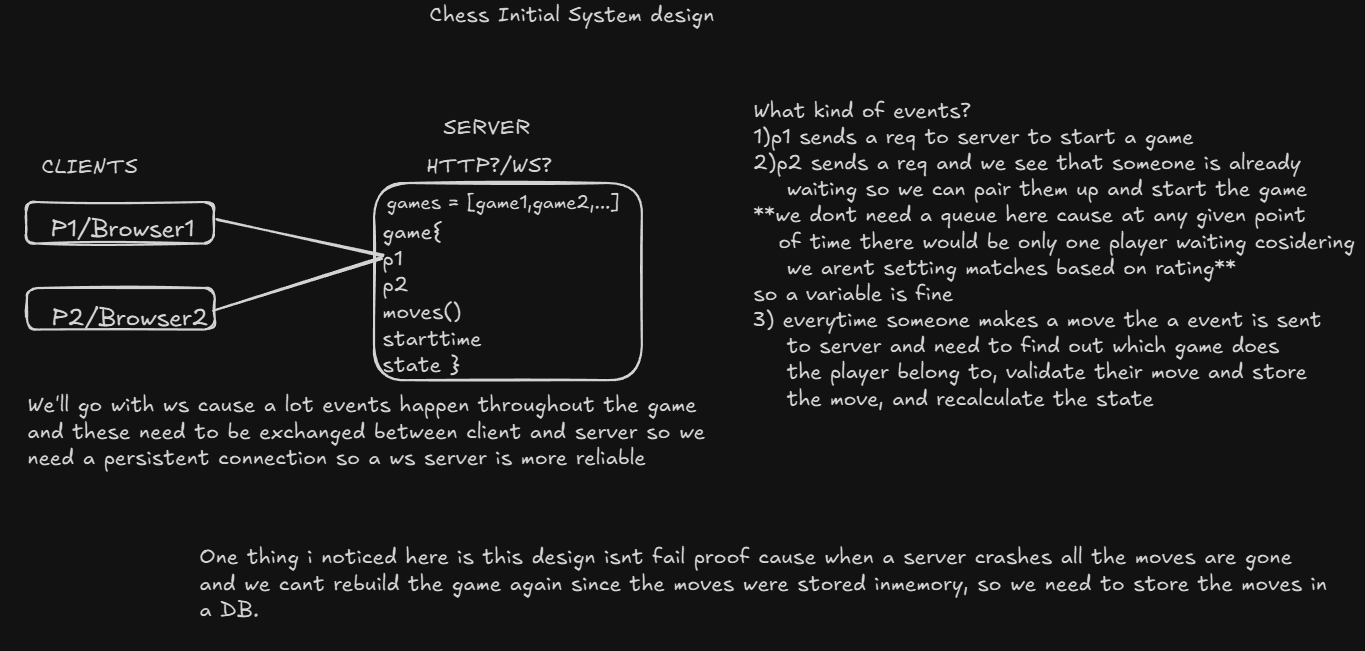 Chess Initial System design
SERVER
CLIENTS
HTTP?/WS?
P1/Browser1
P2/Browser2
games = [game1,game2,...]
game{
p1
p2
moves()
starttime
state }
What kind of events?
1)p1 sends a req to server to start a game
2)p2 sends a req and we see that someone is already
waiting so we can pair them up and start the game
**we dont need a queue here cause at any given point
of time there would be only one player waiting cosidering
we arent setting matches based on rating**
so a variable is fine
3) everytime someone makes a move the a event is sent
to server and need to find out which game does
the player belong to, validate their move and store
the move, and recalculate the state
We'll go with ws cause a lot events happen throughout the game
and these need to be exchanged between client and server so we
need a persistent connection so a ws server is more reliable
One thing i noticed here is this design isnt fail proof cause when a server crashes all the moves are gone
and we cant rebuild the game again since the moves were stored inmemory, so we need to store the moves in
a DB.